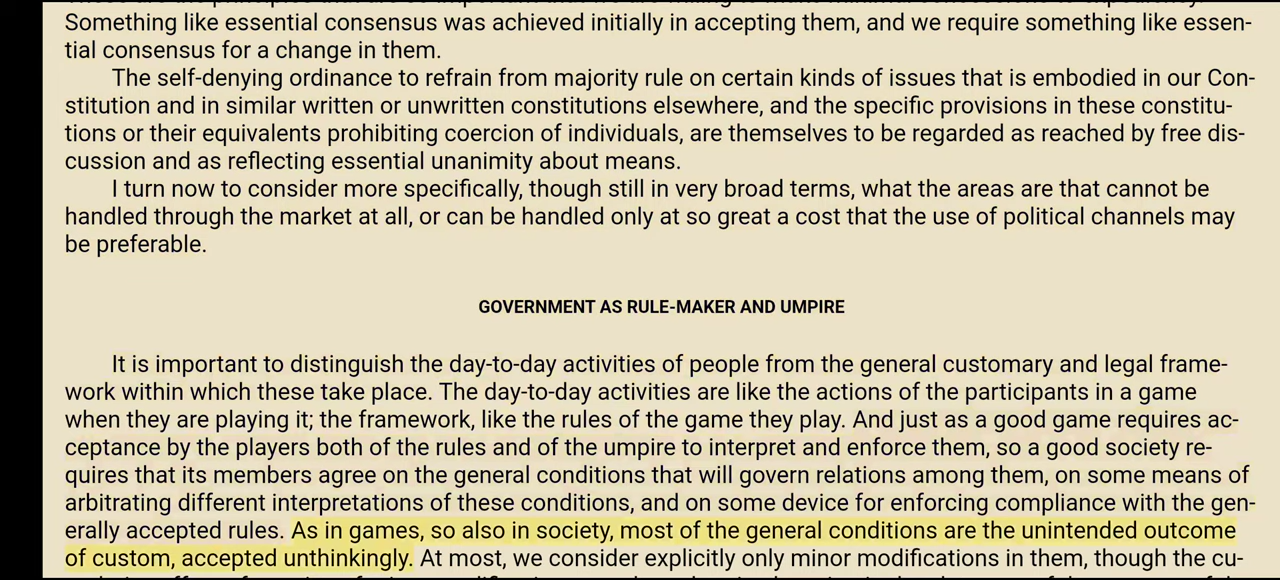 Something like essential consensus was achieved initially in accepting them, and we require something like essen-
tial consensus for a change in them.
The self-denying ordinance to refrain from majority rule on certain kinds of issues that is embodied in our Con-
stitution and in similar written or unwritten constitutions elsewhere, and the specific provisions in these constitu-
tions or their equivalents prohibiting coercion of individuals, are themselves to be regarded as reached by free dis-
cussion and as reflecting essential unanimity about means.
I turn now to consider more specifically, though still in very broad terms, what the areas are that cannot be
handled through the market at all, or can be handled only at so great a cost that the use of political channels may
be preferable.
GOVERNMENT AS RULE-MAKER AND UMPIRE
It is important to distinguish the day-to-day activities of people from the general customary and legal frame-
work within which these take place. The day-to-day activities are like the actions of the participants in a game
when they are playing it; the framework, like the rules of the game they play. And just as a good game requires ac-
ceptance by the players both of the rules and of the umpire to interpret and enforce them, so a good society re-
quires that its members agree on the general conditions that will govern relations among them, on some means of
arbitrating different interpretations of these conditions, and on some device for enforcing compliance with the gen-
erally accepted rules. As in games, so also in society, most of the general conditions are the unintended outcome
of custom, accepted unthinkingly. At most, we consider explicitly only minor modifications in them, though the cu-